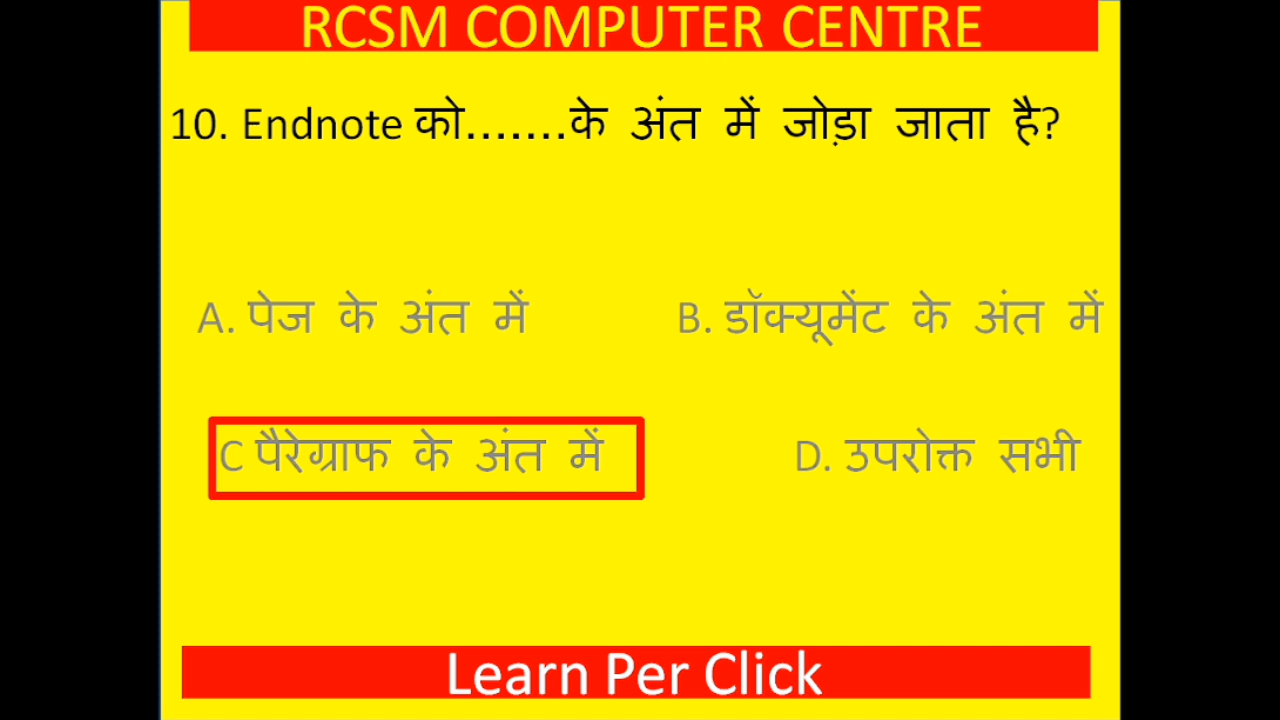 RCSM COMPUTER CENTRE
10. Endnote को.......के अंत में जोड़ा जाता है?
A. पेज के अंत में
B. डॉक्यूमेंट के अंत में
C पैरेग्राफ के अंत में
D. उपरोक्त सभी
Learn Per Click